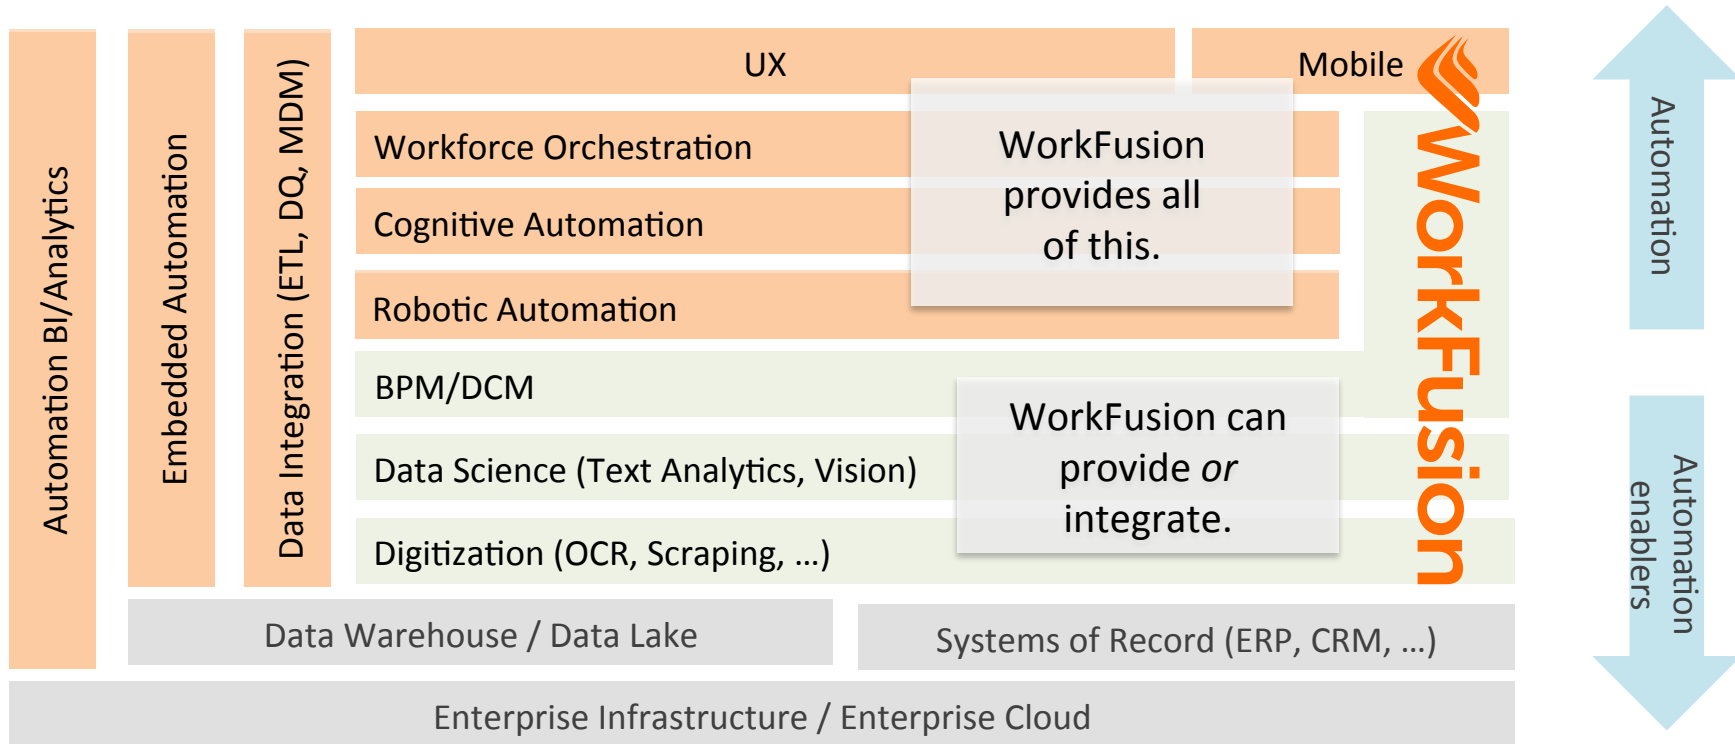 Automation BI/Analytics
Embedded Automation
Data Integration (ETL, DQ, MDM)
UX
Mobile
Workforce Orchestration
Cognitive Automation
Robotic Automation
BPM/DCM
Data Science (Text Analytics, Vision)
Digitization (OCR, Scraping, ...)
WorkFusion
provides all
of this.
WorkFusion can
provide or
integrate.
WorkFusion
Automation
Automation
enablers
Data Warehouse / Data Lake
Systems of Record (ERP, CRM, ...)
Enterprise Infrastructure / Enterprise Cloud